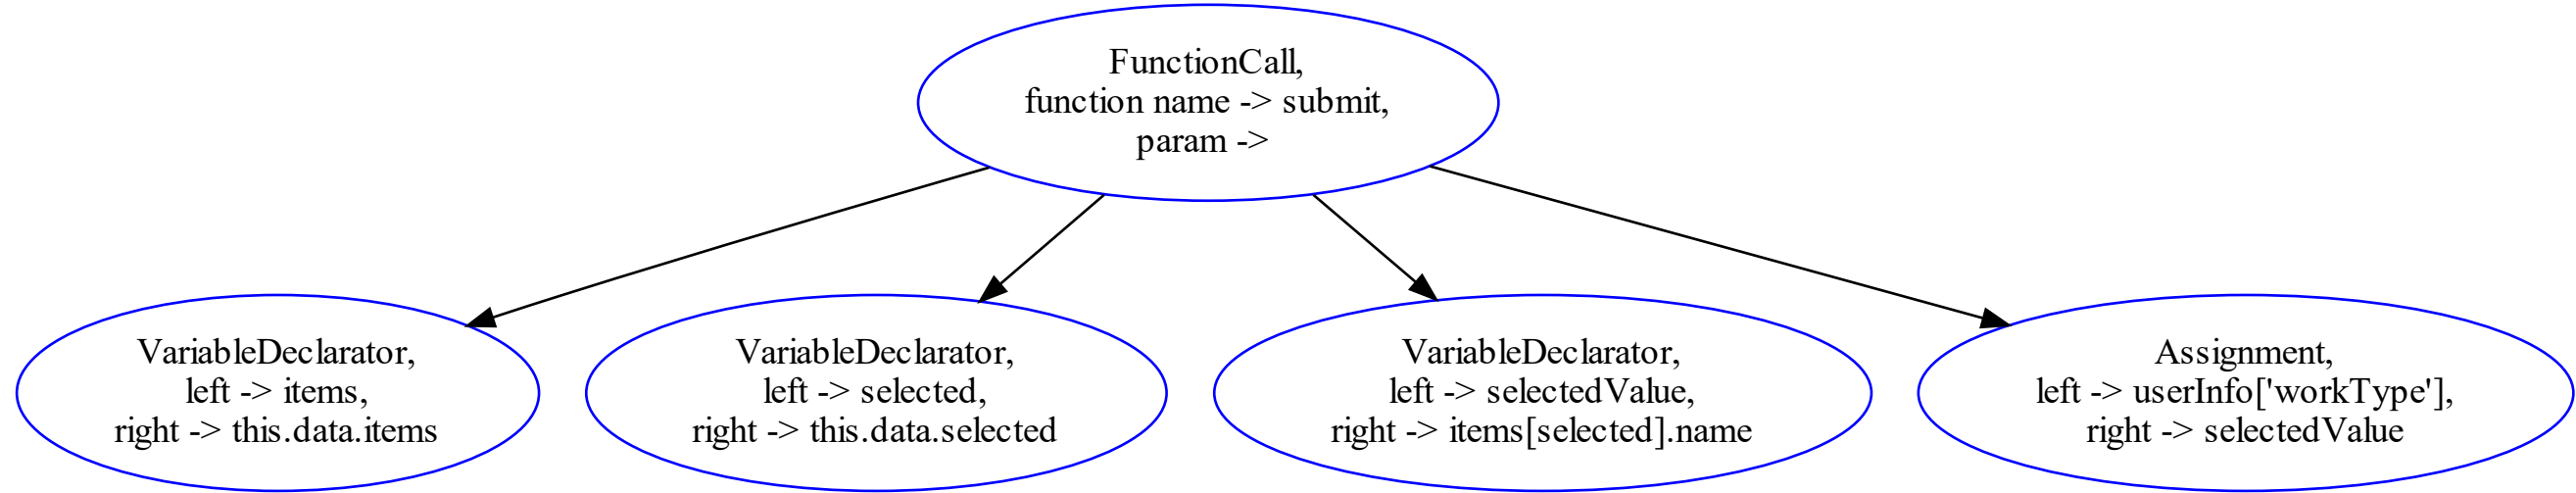 FunctionCall,
function name -> submit,
param ->
VariableDeclarator,
left -> items,
right -> this.data.items
VariableDeclarator,
left -> selected,
right -> this.data.selected
VariableDeclarator,
left -> selectedValue,
right -> items[selected].name
Assignment,
left -> userInfo['workType'],
right -> selectedValue